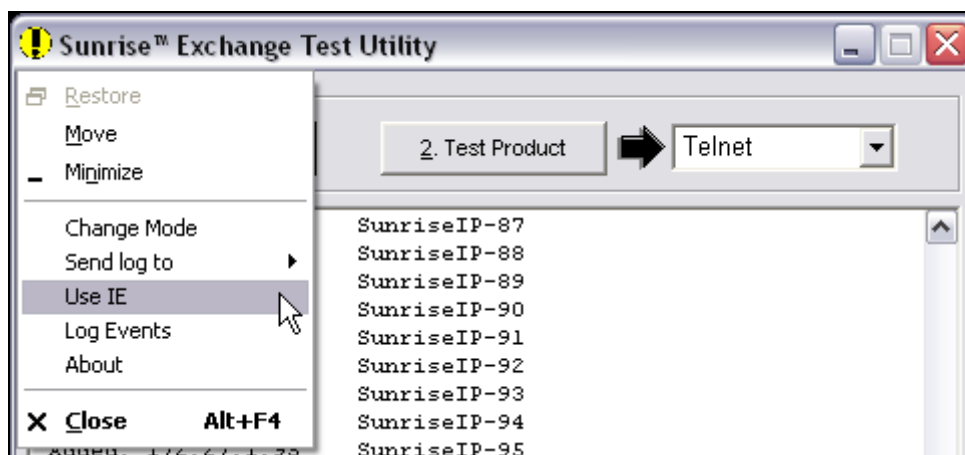 Sunrise™ Exchange Test Utility
Restore
Move
Minimize
Change Mode
Send log to
Use IE
Log Events
About
Close Alt+F4
2. Test Product
Telnet
SunriseIP-87
SunriseIP-88
SunriseIP-89
SunriseIP-90
SunriseIP-91
SunriseIP-92
SunriseIP-93
SunriseIP-94
SunriseIP-95